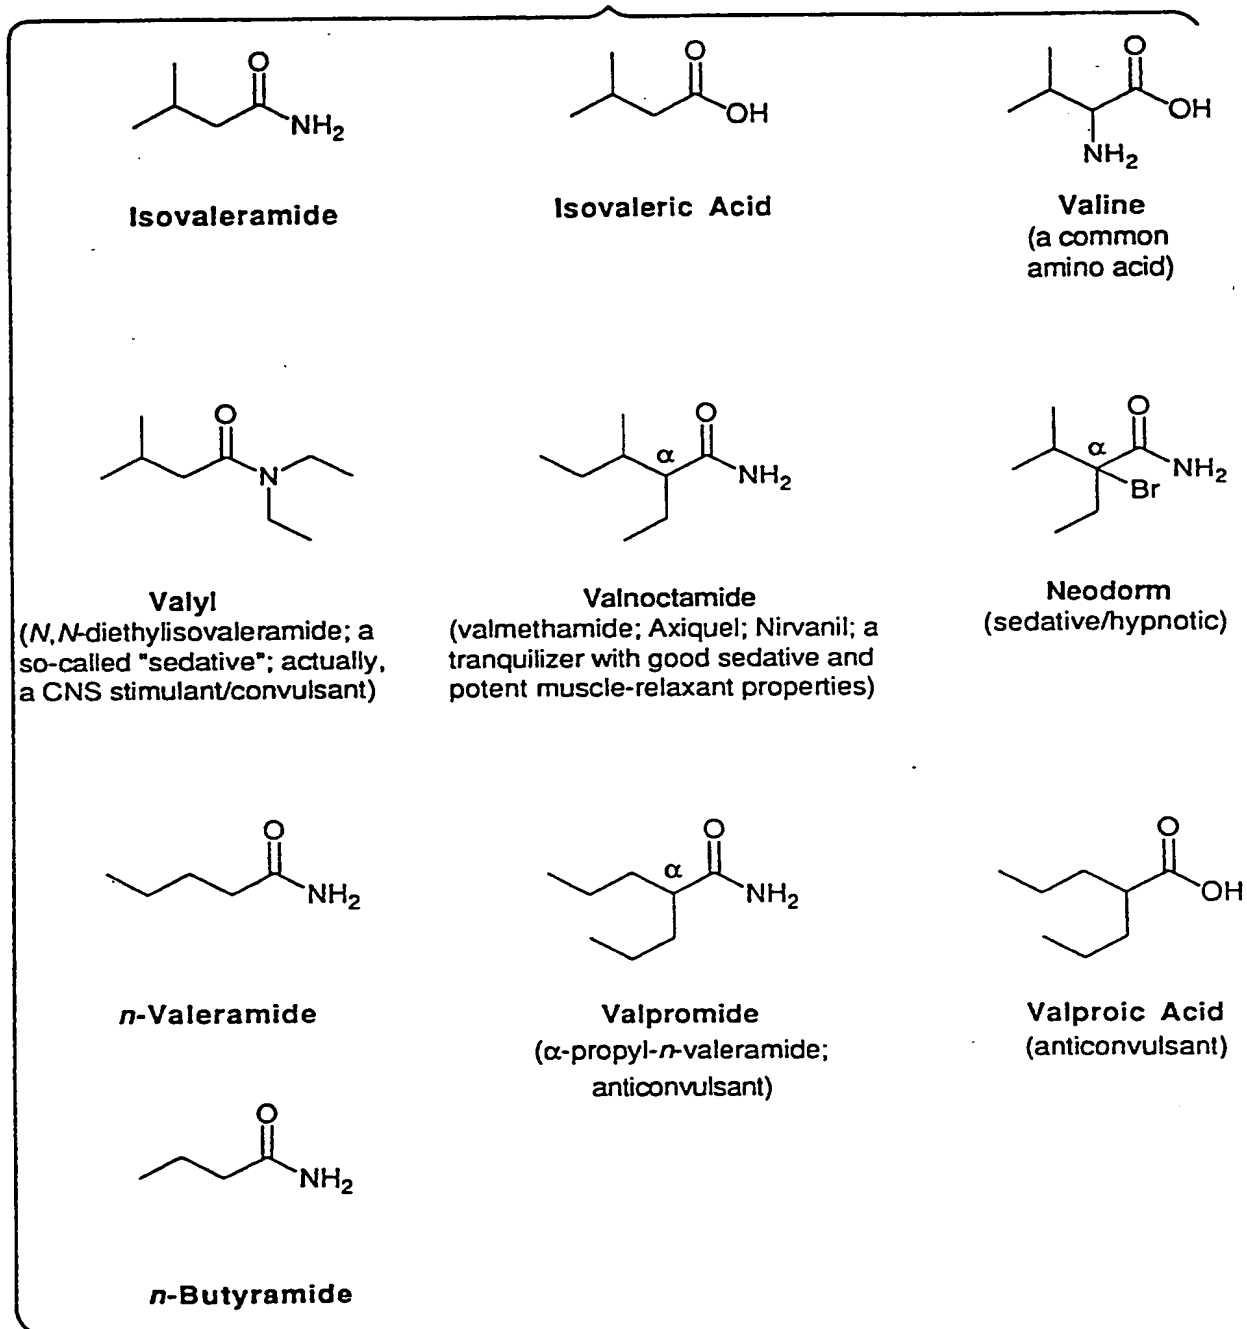 O
NH2
Isovaleramide
O
OH
Isovaleric Acid
O
OH
NH2
Valine
(a common
amino acid)
O
N
Valyl
(N,N-diethylisovaleramide; a
so-called "sedative"; actually,
a CNS stimulant/convulsant)
O
α
NH2
Valnoctamide
(valmethamide; Axiquel; Nirvanil; a
tranquilizer with good sedative and
potent muscle-relaxant properties)
O
α
NH2
Br
Neodorm
(sedative/hypnotic)
O
NH2
n-Valeramide
O
α
NH2
Valpromide
(α-propyl-n-valeramide;
anticonvulsant)
O
OH
Valproic Acid
(anticonvulsant)
O
NH2
n-Butyramide